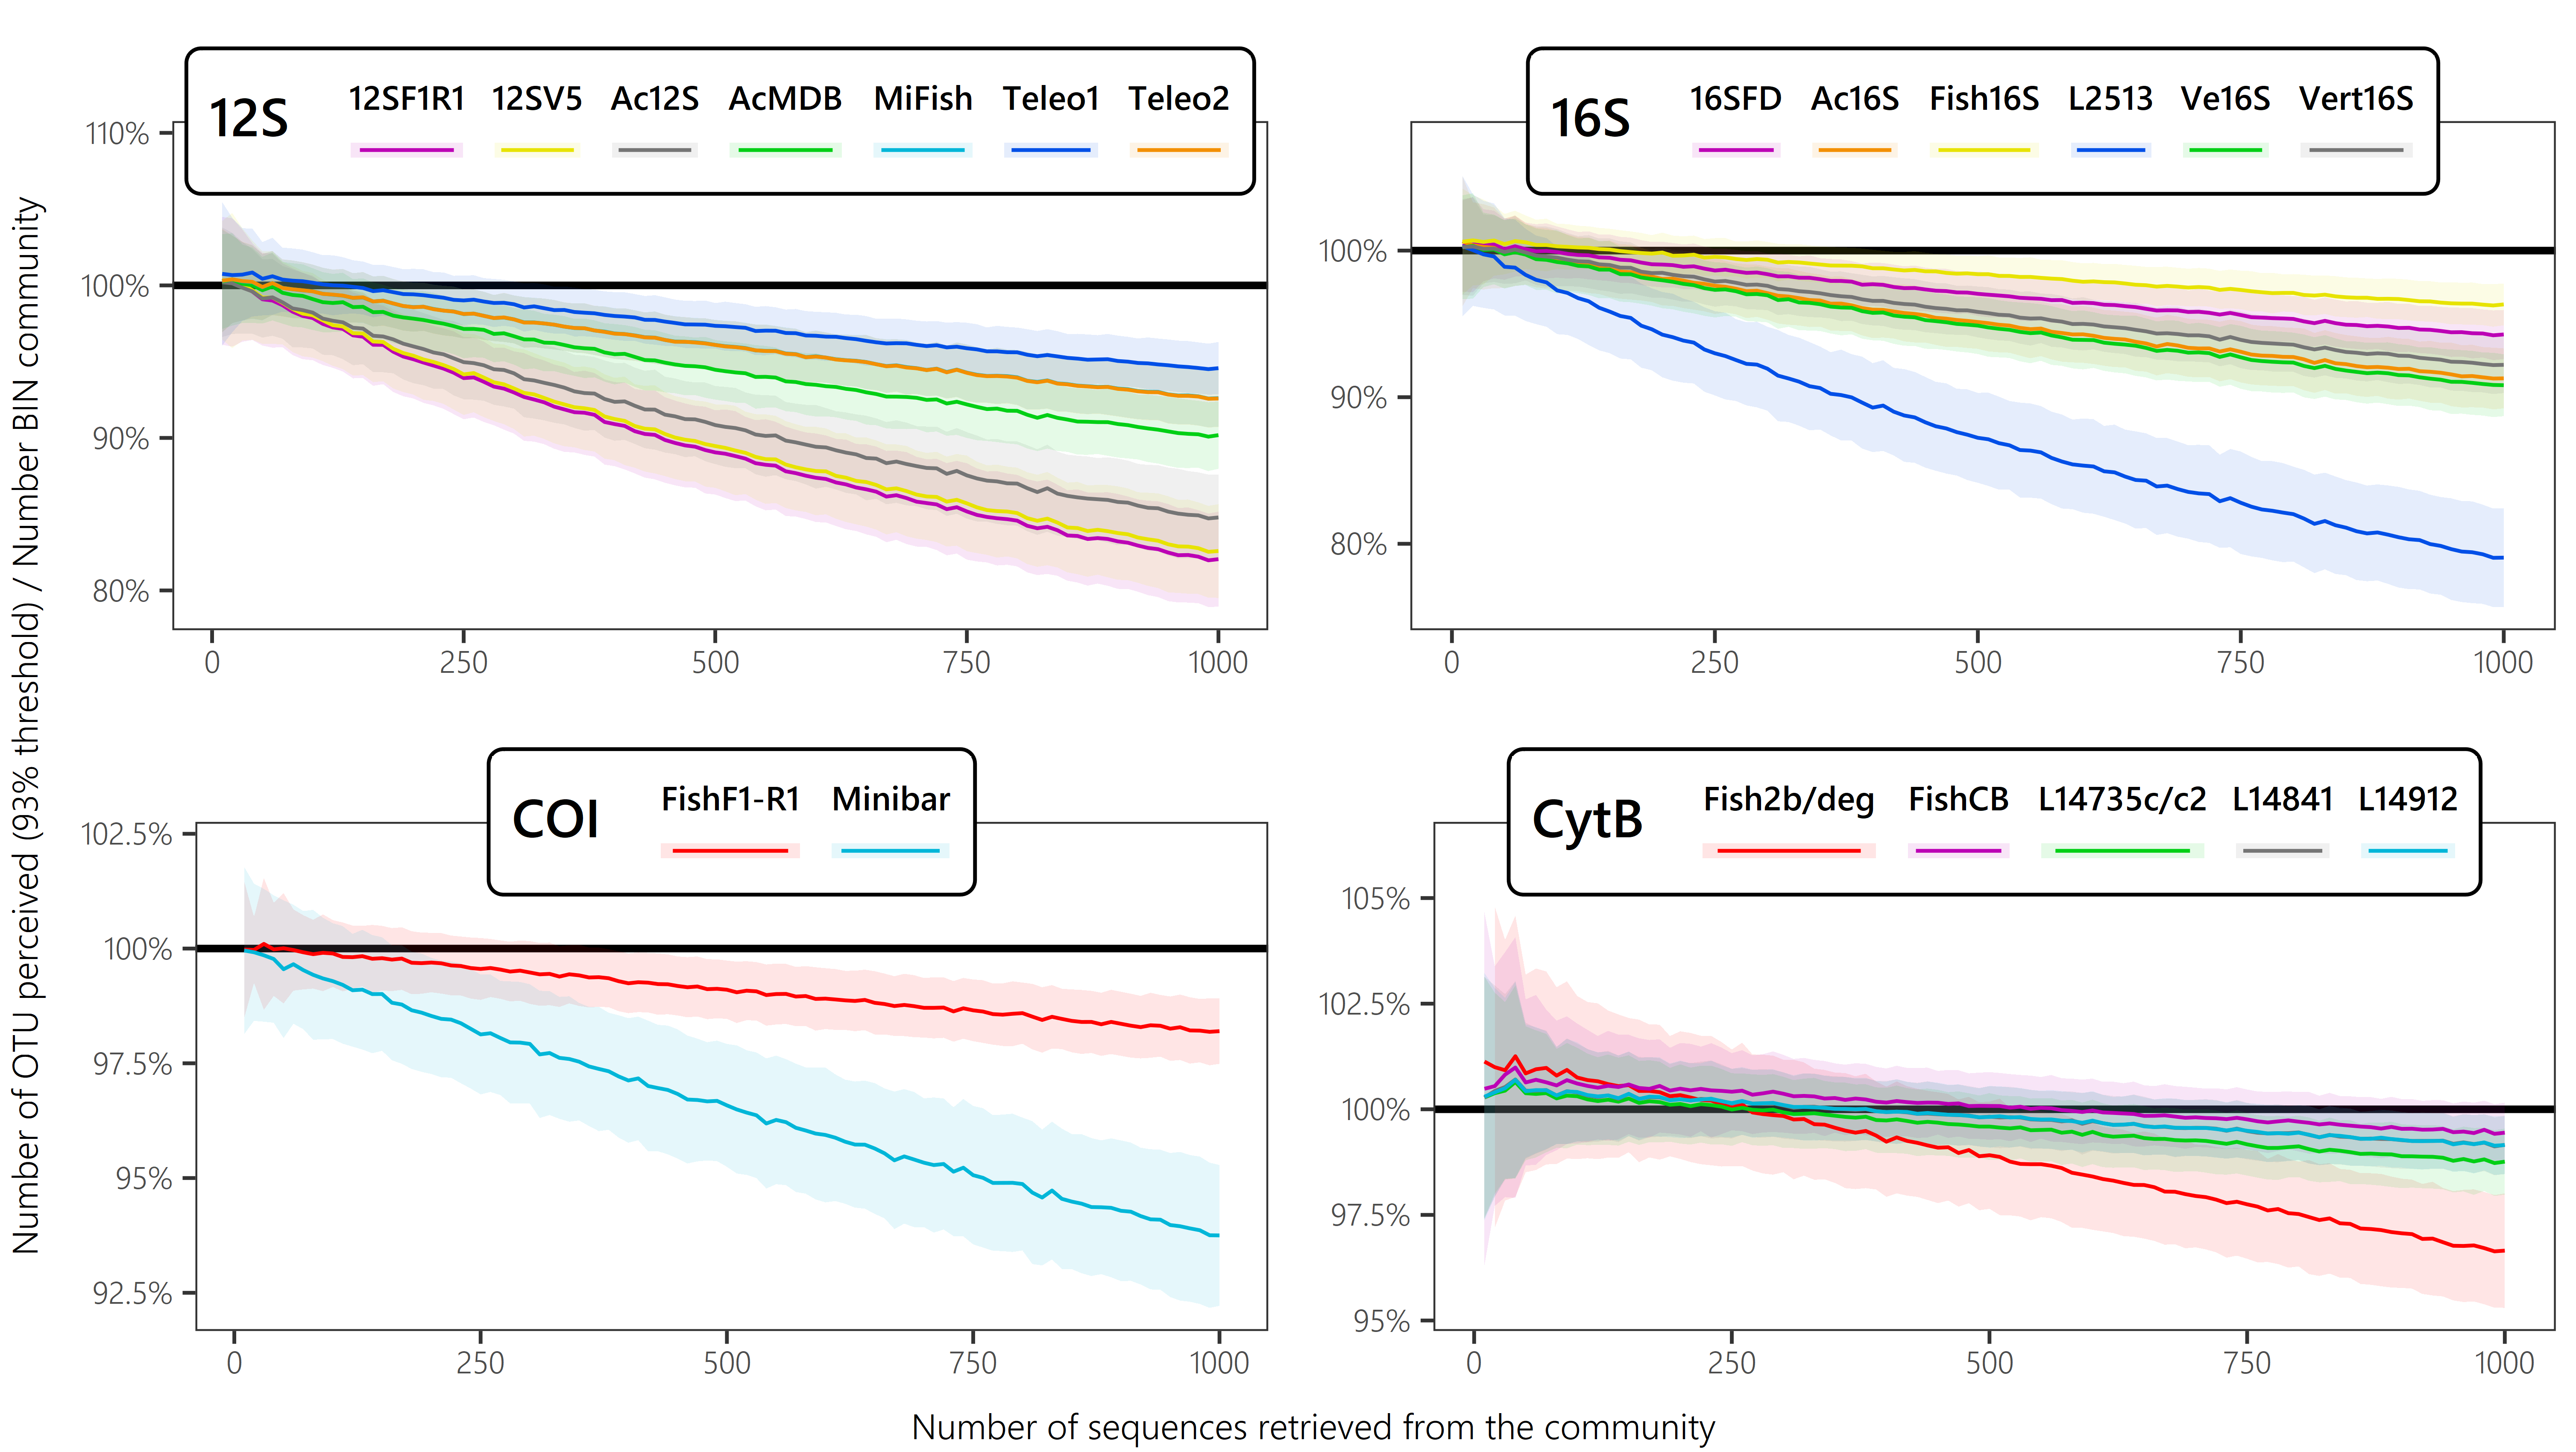 12S 12SF1R1 12SV5 Ac12S AcMDB MiFish Teleo1 Teleo2
110%
100%
90%
80%
0 250 500 750 1000
16S 16SFD Ac16S Fish16S L2513 Ve16S Vert16S
100%
90%
80%
0 250 500 750 1000
Number of OTU perceived (93% threshold) / Number BIN community
COI FishF1-R1 Minibar
102.5%
100%
97.5%
95%
92.5%
0 250 500 750 1000
CytB Fish2b/deg FishCB L14735c/c2 L14841 L14912
105%
102.5%
100%
97.5%
95%
0 250 500 750 1000
Number of sequences retrieved from the community